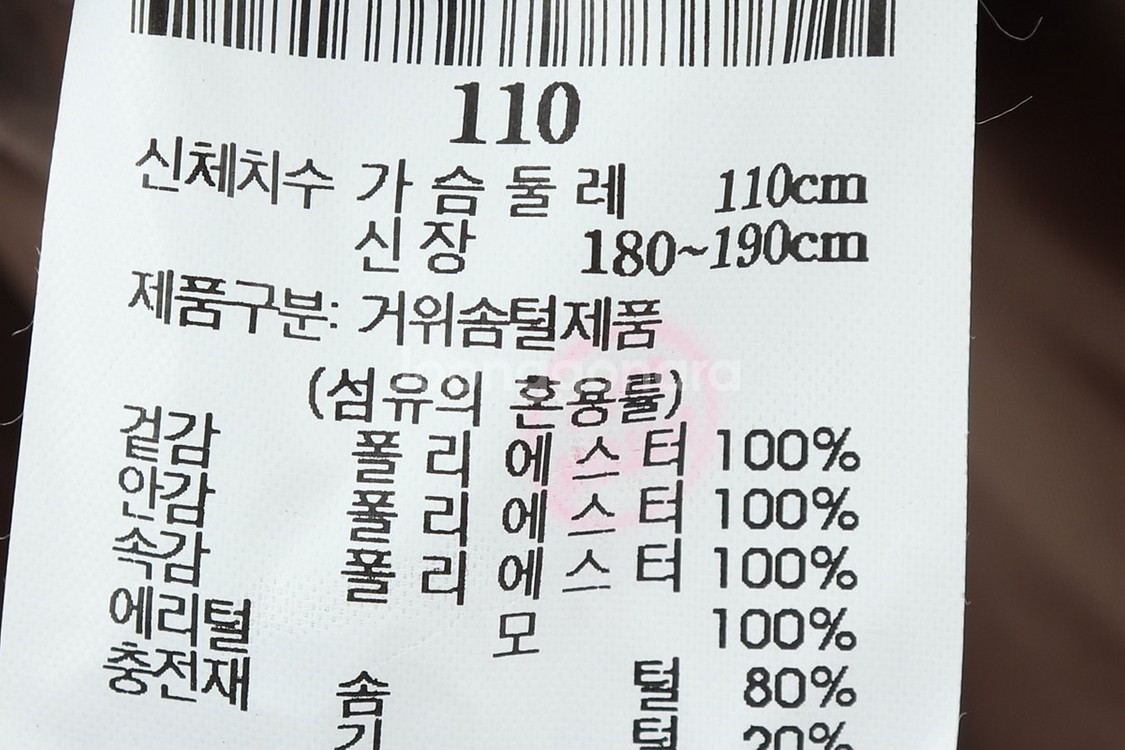 110
신체치수 가 슴 둘 레 110cm
신 장 180~190cm
제품구분: 거위솜털제품
(섬유의 혼용률)
겉감 폴 리 에 스 터 100%
안감 폴 리 에 스 터 100%
속감 폴 리 에 스 터 100%
에리털 모 100%
충전재 솜 털 80%
20%